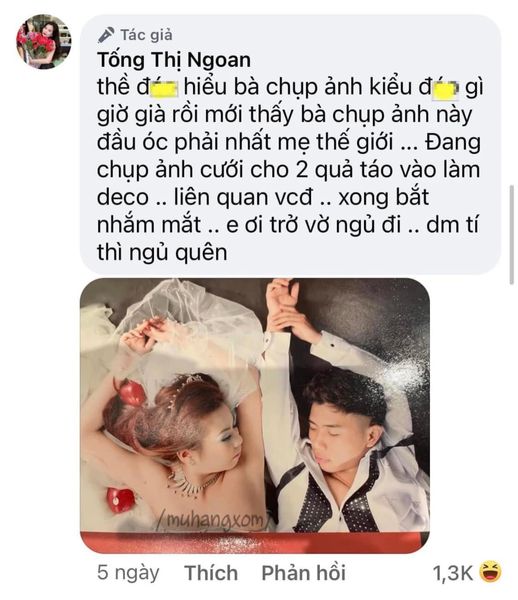 Tác giả
Tống Thị Ngoan
thề đ hiểu bà chụp ảnh kiểu đ gì
giờ già rồi mới thấy bà chụp ảnh này
đầu óc phải nhất mẹ thế giới ... Đang
chụp ảnh cưới cho 2 quả táo vào làm
deco .. liên quan vcđ .. xong bắt
nhắm mắt .. e ơi trở vờ ngủ đi .. dm tí
thì ngủ quên
/muhangxom/
5 ngày Thích Phản hồi 1,3K